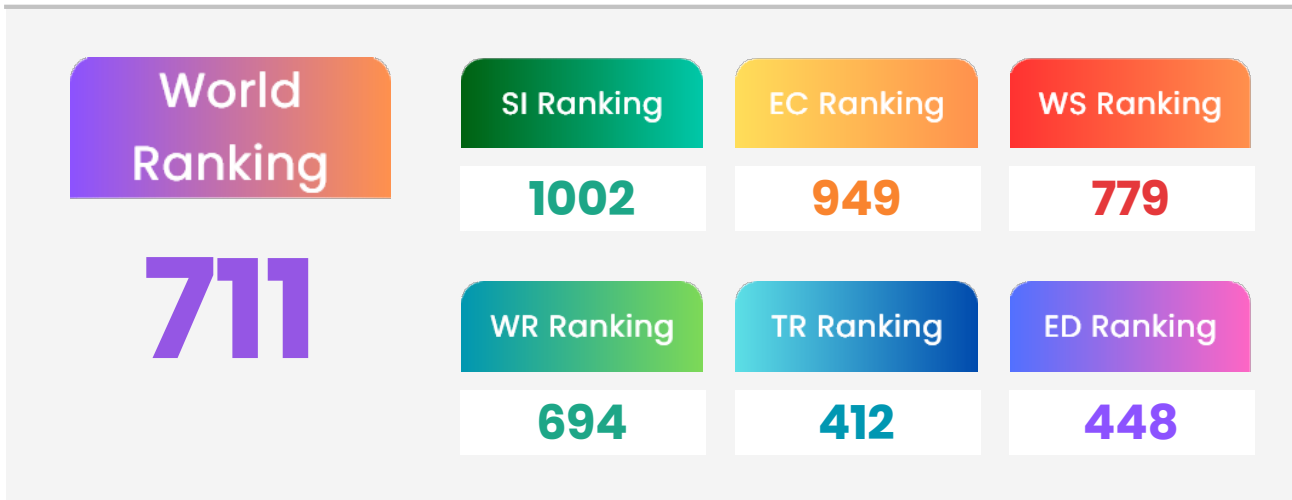 World
Ranking
711
SI Ranking
1002
EC Ranking
949
WS Ranking
779
WR Ranking
694
TR Ranking
412
ED Ranking
448